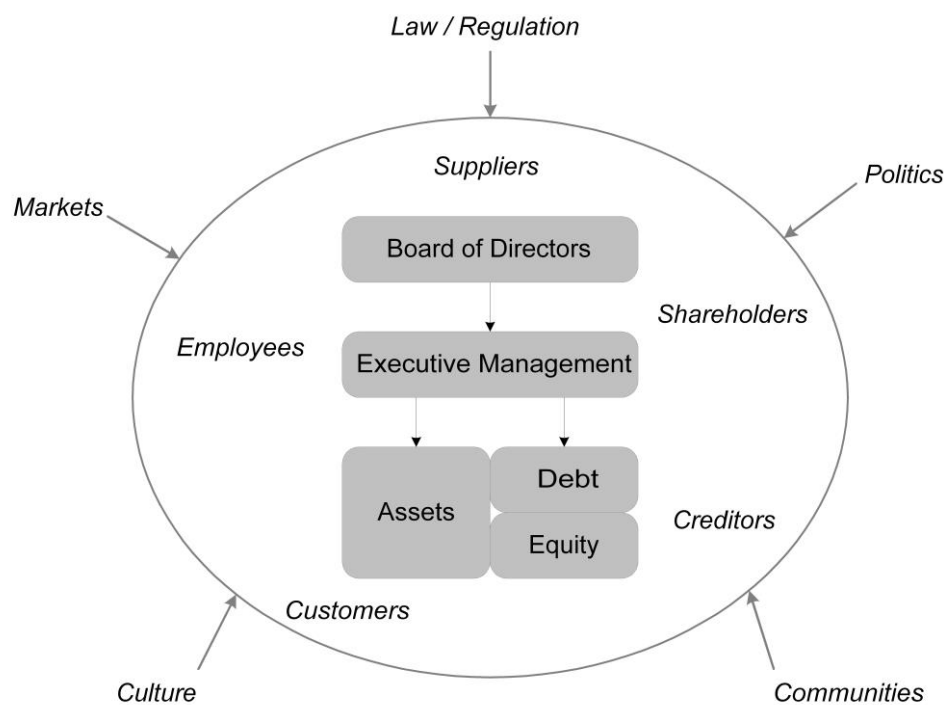 Law / Regulation
Suppliers
Politics
Markets
Board of Directors
Shareholders
Employees
Executive Management
Debt
Assets
Creditors
Equity
Customers
Culture
Communities